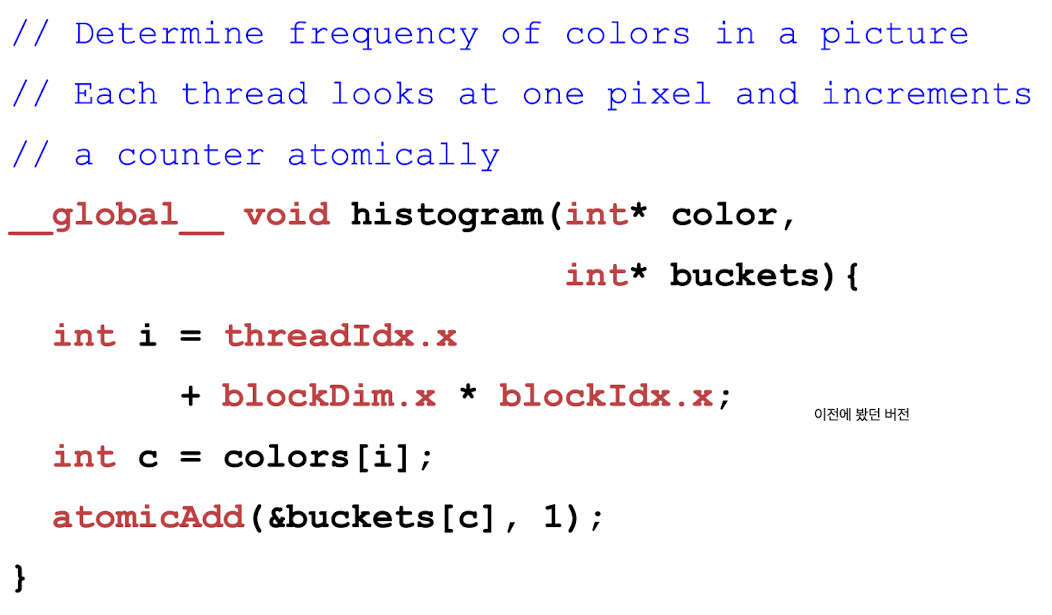 // Determine frequency of colors in a picture
// Each thread looks at one pixel and increments
// a counter atomically
__global__ void histogram(int* color,
int* buckets){
int i = threadIdx.x
+ blockDim.x * blockIdx.x;
이전에 봤던 버전
int c = colors[i];
atomicAdd(&buckets[c], 1);
}